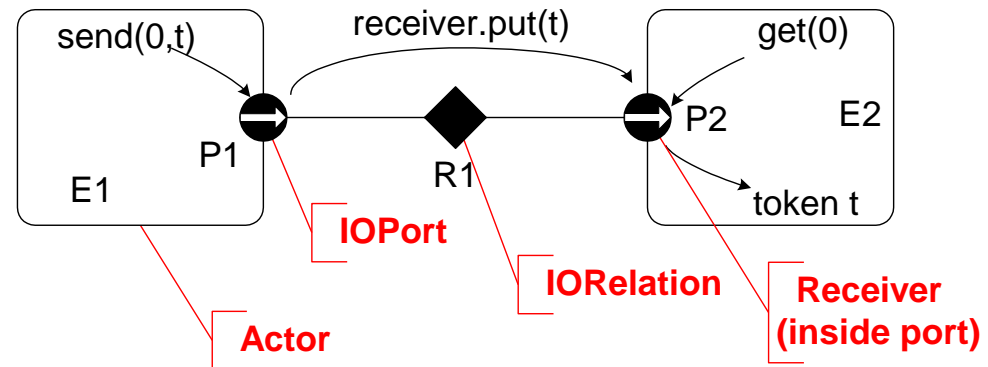 send(0,t)
receiver.put(t)
get(0)
P1
R1
P2
E2
E1
token t
IOPort
IORelation
Receiver
(inside port)
Actor